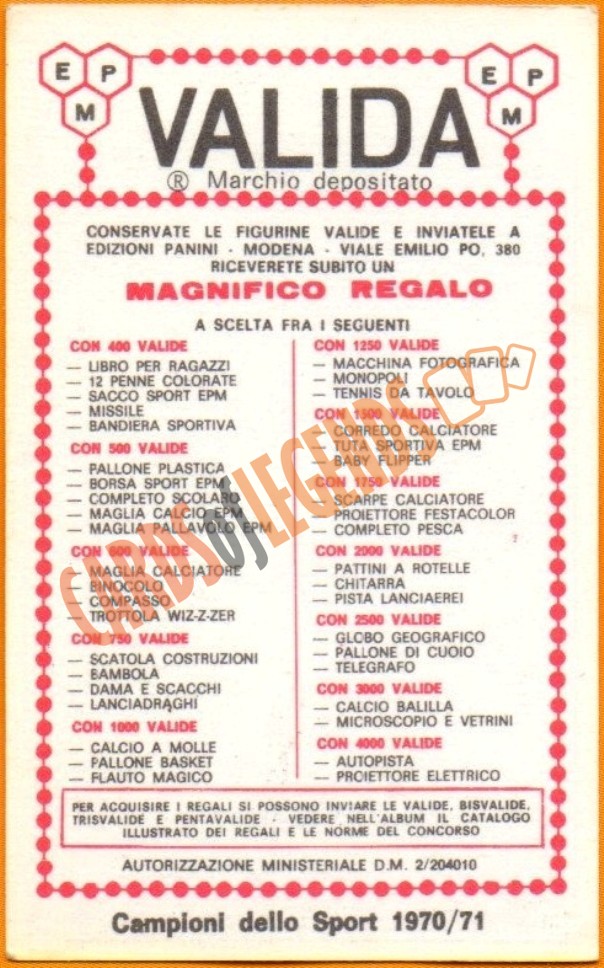 E P M
E P M
VALIDA
® Marchio depositato
CONSERVATE LE FIGURINE VALIDE E INVIATELE A
EDIZIONI PANINI - MODENA - VIALE EMILIO PO, 380
RICEVERETE SUBITO UN
MAGNIFICO REGALO
A SCELTA FRA I SEGUENTI
CON 400 VALIDE
— LIBRO PER RAGAZZI
— 12 PENNE COLORATE
— SACCO SPORT EPM
— MISSILE
— BANDIERA SPORTIVA
CON 500 VALIDE
— PALLONE PLASTICA
— BORSA SPORT EPM
— COMPLETO SCOLARO
— MAGLIA CALCIO EPM
— MAGLIA PALLAVOLO EPM
CON 600 VALIDE
— MAGLIA CALCIATORE
— BINOCOLO
— COMPASSO
— TROTTOLA WIZ-Z-ZER
CON 750 VALIDE
— SCATOLA COSTRUZIONI
— BAMBOLA
— DAMA E SCACCHI
— LANCIADRAGHI
CON 1000 VALIDE
— CALCIO A MOLLE
— PALLONE BASKET
— FLAUTO MAGICO
CON 1250 VALIDE
— MACCHINA FOTOGRAFICA
— MONOPOLI
— TENNIS DA TAVOLO
CON 1500 VALIDE
— CORREDO CALCIATORE
— TUTA SPORTIVA EPM
— BABY FLIPPER
CON 1750 VALIDE
— SCARPE CALCIATORE
— PROIETTORE FESTACOLOR
— COMPLETO PESCA
CON 2000 VALIDE
— PATTINI A ROTELLE
— CHITARRA
— PISTA LANCIAEREI
CON 2500 VALIDE
— GLOBO GEOGRAFICO
— PALLONE DI CUOIO
— TELEGRAFO
CON 3000 VALIDE
— CALCIO BALILLA
— MICROSCOPIO E VETRINI
CON 4000 VALIDE
— AUTOPISTA
— PROIETTORE ELETTRICO
PER ACQUISIRE I REGALI SI POSSONO INVIARE LE VALIDE, BISVALIDE,
TRISVALIDE E PENTAVALIDE - VEDERE NELL'ALBUM IL CATALOGO
ILLUSTRATO DEI REGALI E LE NORME DEL CONCORSO
AUTORIZZAZIONE MINISTERIALE D.M. 2/204010
Campioni dello Sport 1970/71
CARDS of LEGENDS